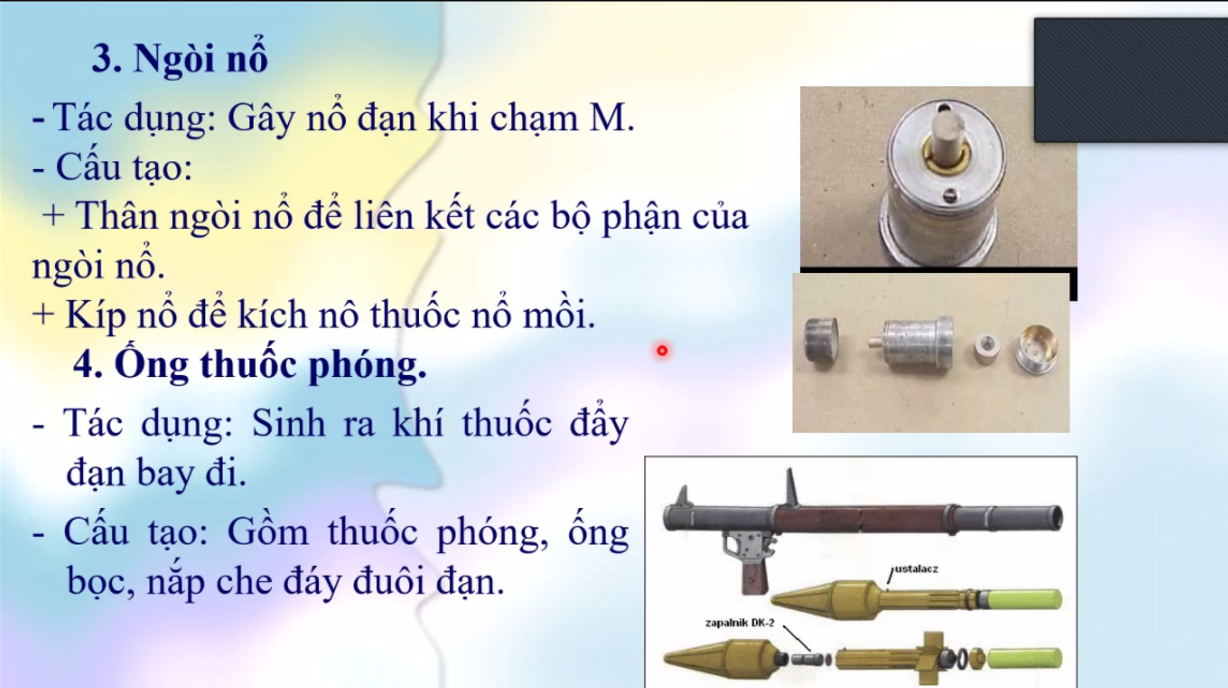 3. Ngòi nổ
- Tác dụng: Gây nổ đạn khi chạm M.
- Cấu tạo:
+ Thân ngòi nổ để liên kết các bộ phận của
ngòi nổ.
+ Kíp nổ để kích nô thuốc nổ mồi.
4. Ống thuốc phóng.
- Tác dụng: Sinh ra khí thuốc đẩy
đạn bay đi.
- Cấu tạo: Gồm thuốc phóng, ống
bọc, nắp che đáy đuôi đạn.
ustalacz
zapalnik DK-2